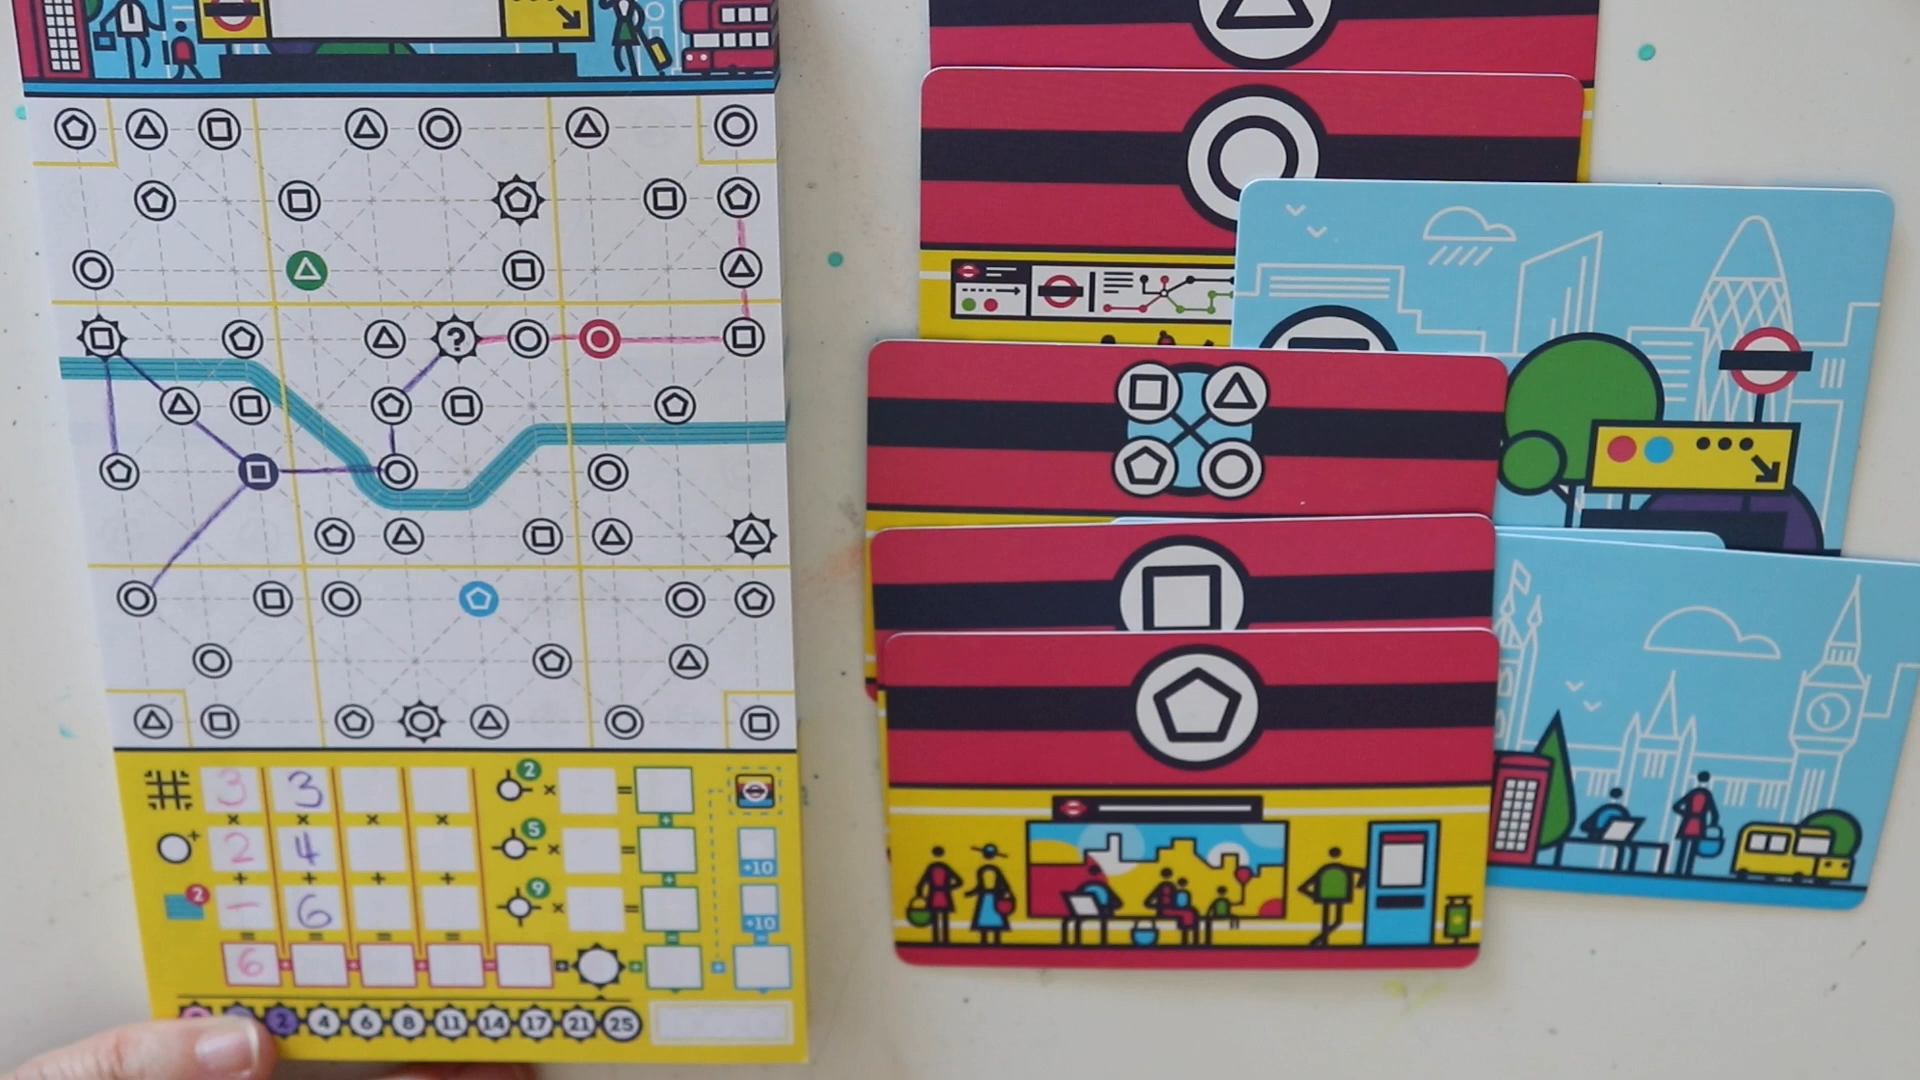 ?
3 3 2 × =
× × × × +
2 4 5 × = +10
+ + + + +
- 6 2 9 × = +10
= = = = =
6 + + + = + + +
2 4 6 8 11 14 17 21 25